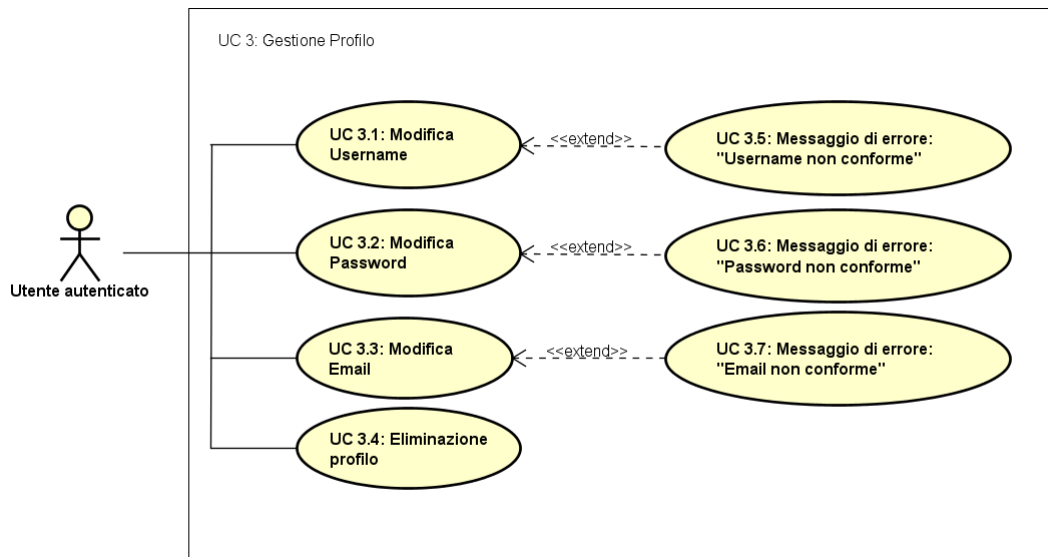 UC 3: Gestione Profilo
UC 3.1: Modifica
Username
<<extend>>
UC 3.5: Messaggio di errore:
"Username non conforme"
Utente autenticato
UC 3.2: Modifica
Password
<<extend>>
UC 3.6: Messaggio di errore:
"Password non conforme"
UC 3.3: Modifica
Email
<<extend>>
UC 3.7: Messaggio di errore:
"Email non conforme"
UC 3.4: Eliminazione
profilo